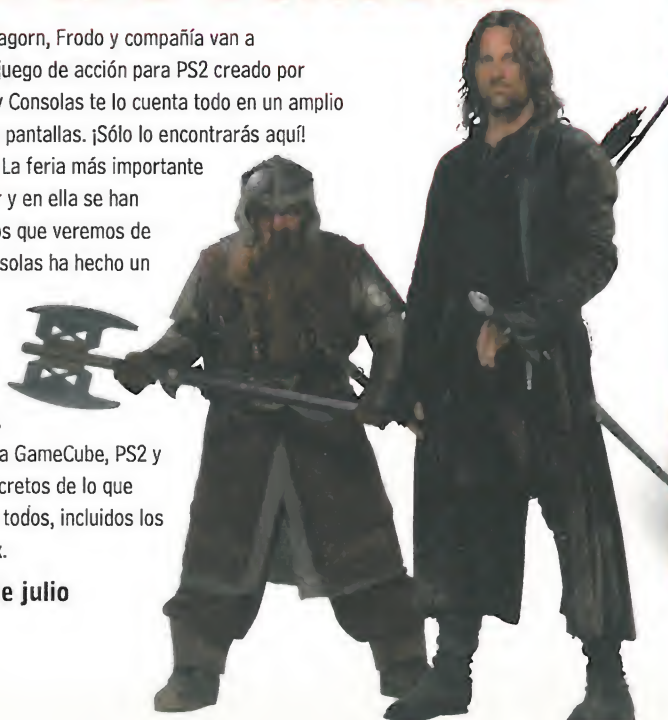 agorn, Frodo y compañía van a
juego de acción para PS2 creado por
y Consolas te lo cuenta todo en un amplio
pantallas. ¡Sólo lo encontrarás aquí!
La feria más importante
r y en ella se han
os que veremos de
solas ha hecho un
a GameCube, PS2 y
cretos de lo que
todos, incluidos los
x.
e julio